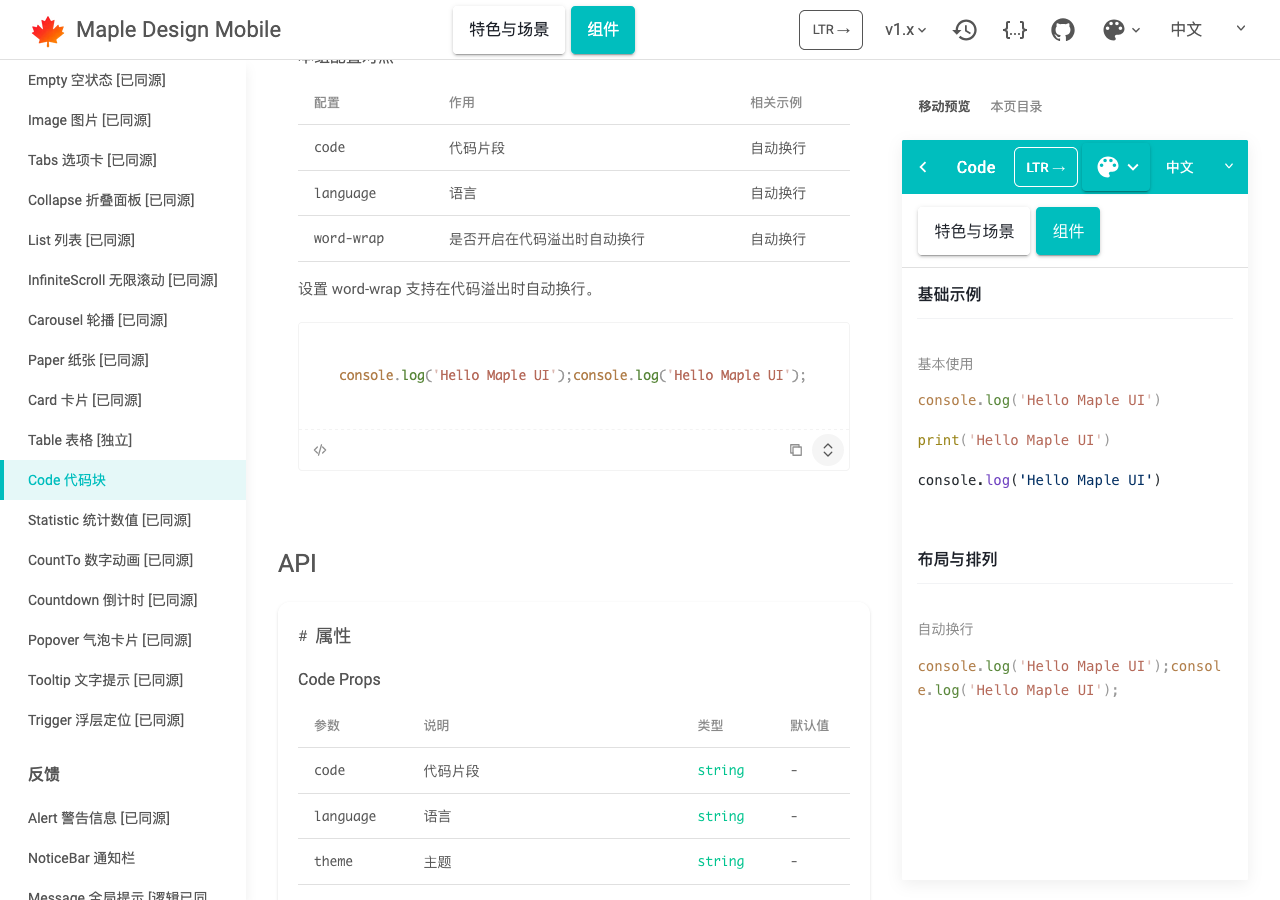 Maple Design Mobile
特色与场景
组件
LTR →
v1.x
{..}
中文
Empty 空状态 [已同源]
Image 图片 [已同源]
Tabs 选项卡 [已同源]
Collapse 折叠面板 [已同源]
List 列表 [已同源]
InfiniteScroll 无限滚动 [已同源]
Carousel 轮播 [已同源]
Paper 纸张 [已同源]
Card 卡片 [已同源]
Table 表格 [独立]
Code 代码块
Statistic 统计数值 [已同源]
CountTo 数字动画 [已同源]
Countdown 倒计时 [已同源]
Popover 气泡卡片 [已同源]
Tooltip 文字提示 [已同源]
Trigger 浮层定位 [已同源]
反馈
Alert 警告信息 [已同源]
NoticeBar 通知栏
Message 全局提示 [逻辑已同
配置 作用 相关示例
code 代码片段 自动换行
language 语言 自动换行
word-wrap 是否开启在代码溢出时自动换行 自动换行
设置 word-wrap 支持在代码溢出时自动换行。
console.log('Hello Maple UI');console.log('Hello Maple UI');
API
# 属性
Code Props
参数 说明 类型 默认值
code 代码片段 string -
language 语言 string -
theme 主题 string -
移动预览 本页目录
Code
LTR →
中文
特色与场景
组件
基础示例
基本使用
console.log('Hello Maple UI')
print('Hello Maple UI')
console.log('Hello Maple UI')
布局与排列
自动换行
console.log('Hello Maple UI');consol
e.log('Hello Maple UI');